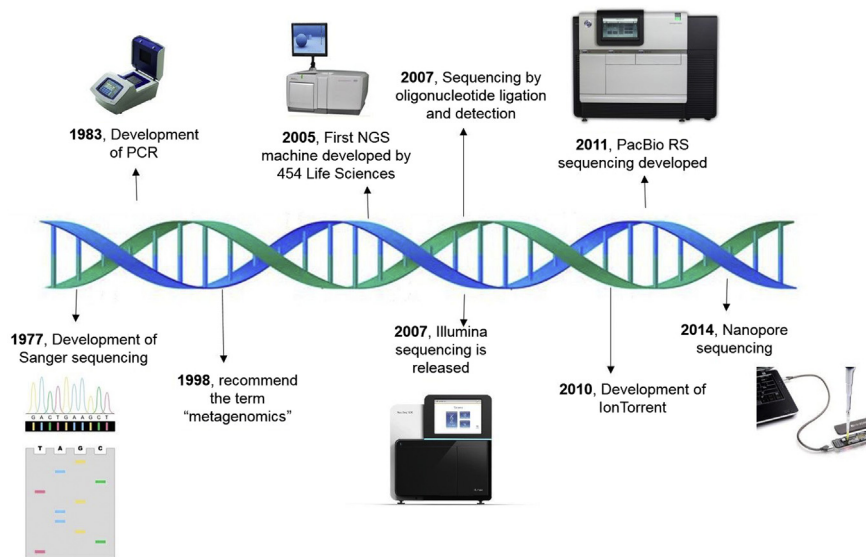 1983, Development
of PCR
2005, First NGS
machine developed by
454 Life Sciences
2007, Sequencing by
oligonucleotide ligation
and detection
2011, PacBio RS
sequencing developed
1977, Development of
Sanger sequencing
G A C T G A A G C T
T A G C
1998, recommend
the term
“metagenomics”
2007, Illumina
sequencing is
released
2010, Development of
IonTorrent
2014, Nanopore
sequencing